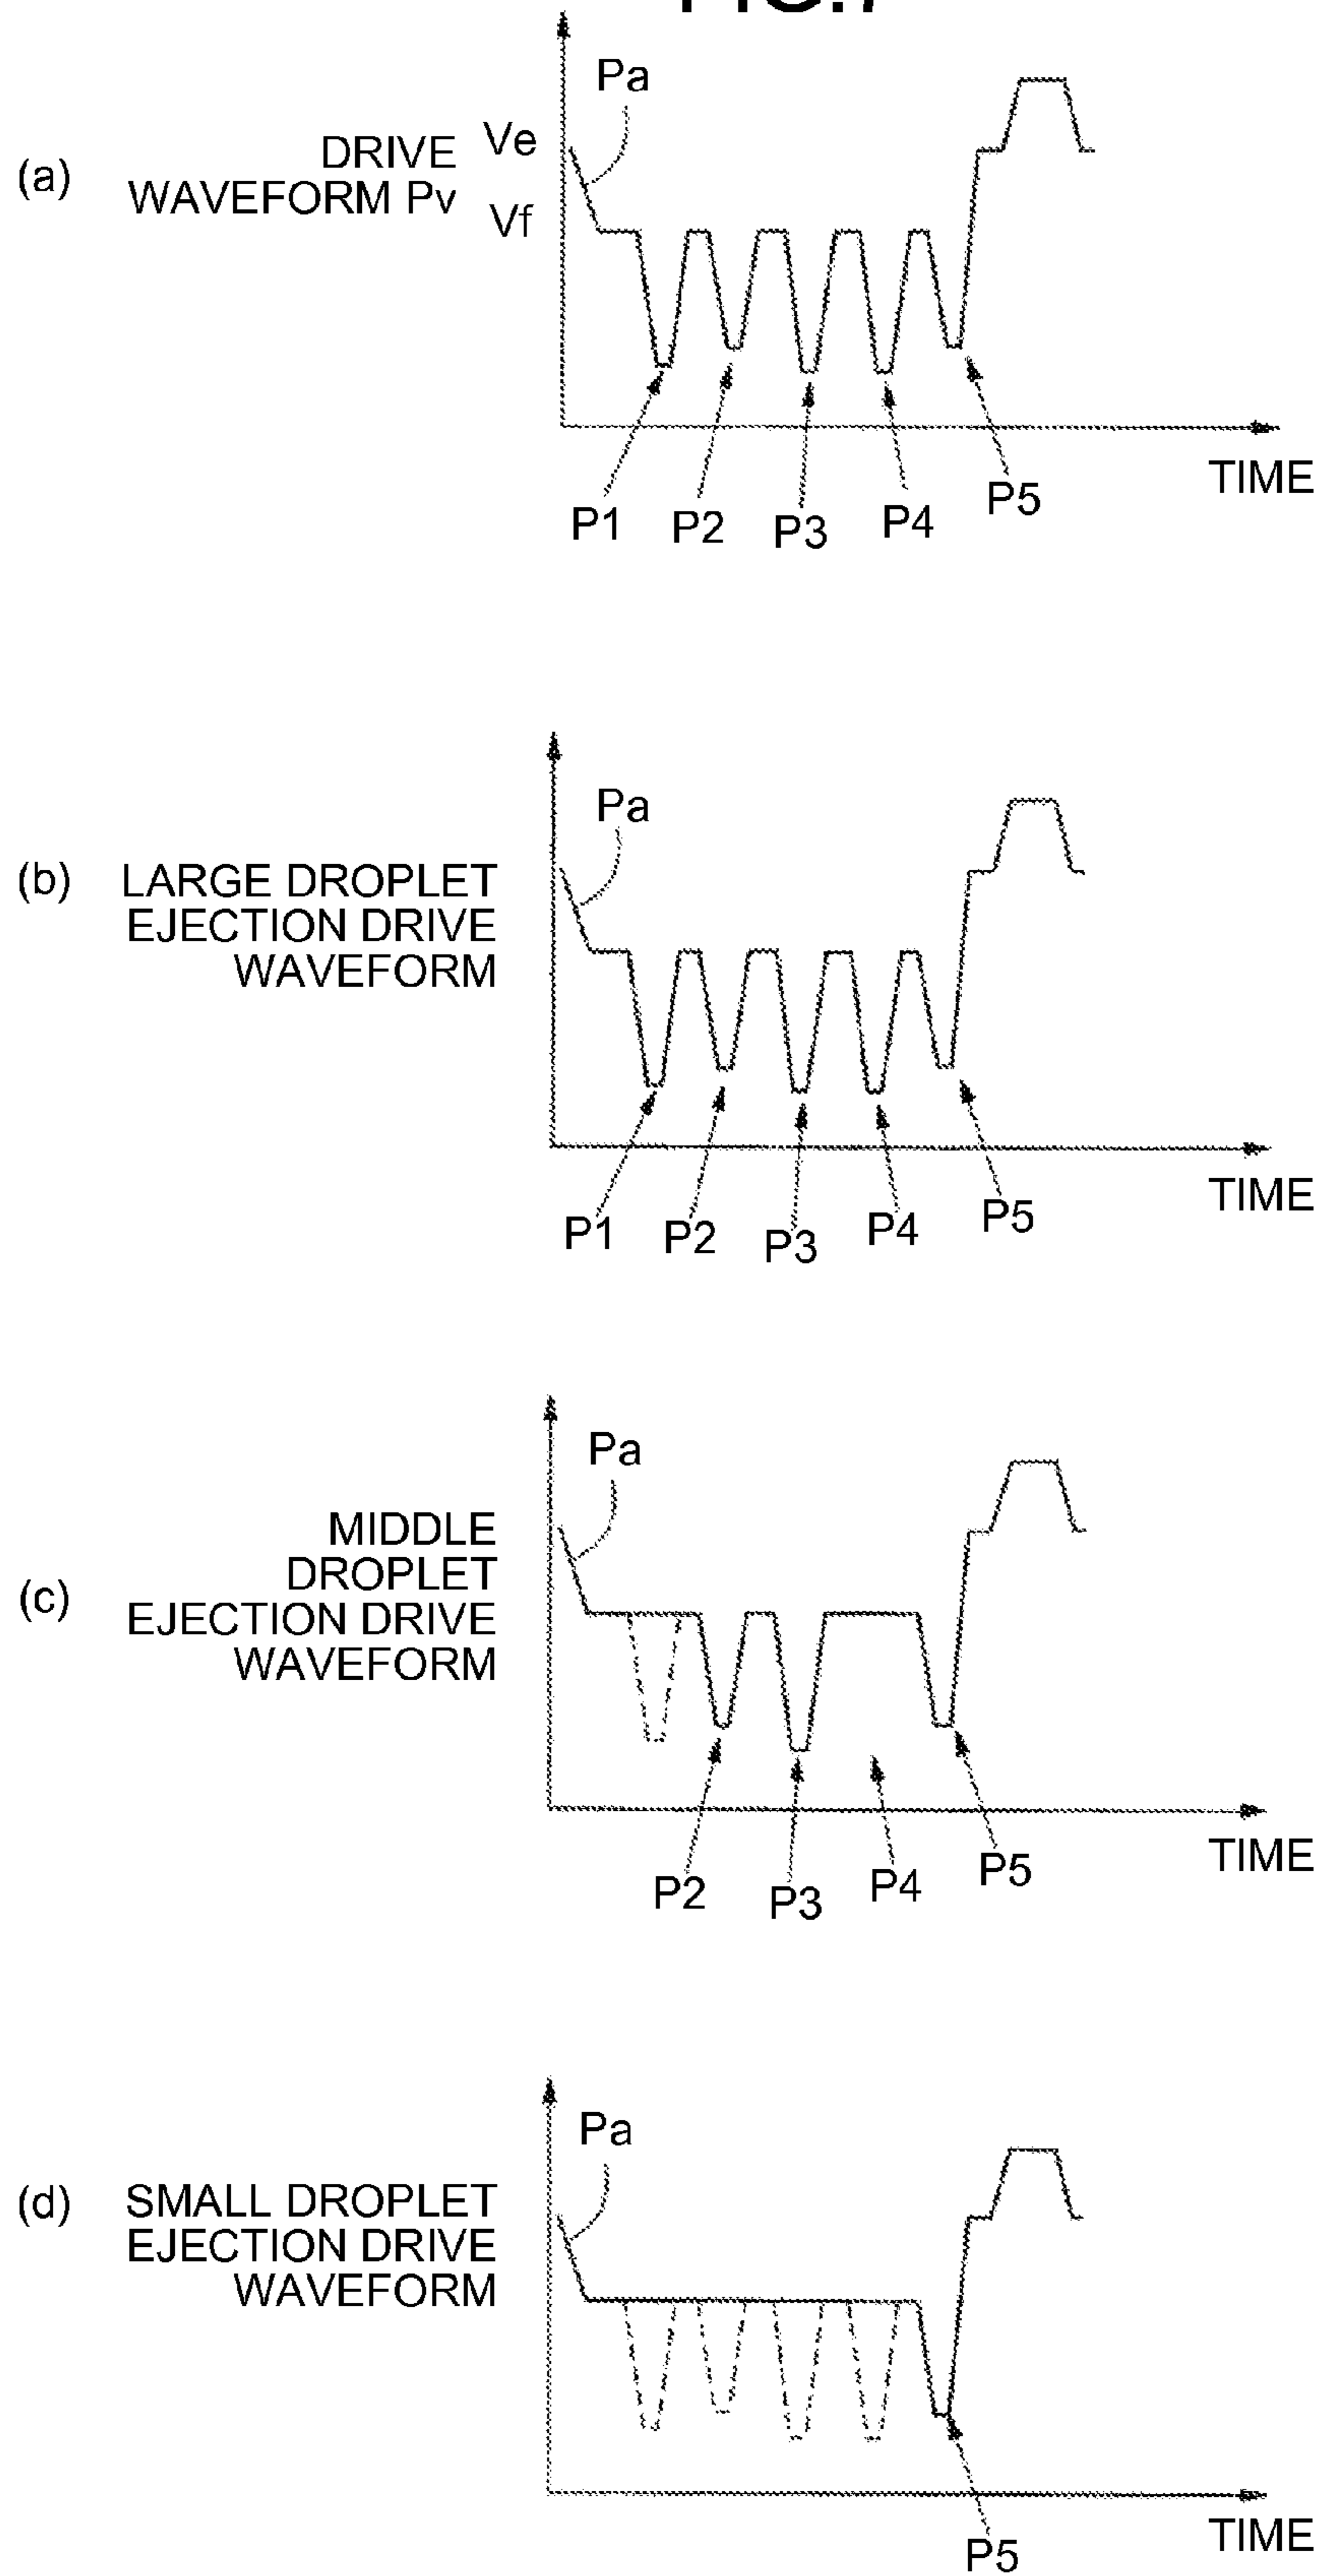 FIG.7
Pa
(a)
DRIVE
WAVEFORM Pv
Ve
Vf
TIME
P1
P2
P3
P4
P5
Pa
(b)
LARGE DROPLET
EJECTION DRIVE
WAVEFORM
TIME
P1
P2
P3
P4
P5
Pa
(c)
MIDDLE
DROPLET
EJECTION DRIVE
WAVEFORM
TIME
P2
P3
P4
P5
Pa
(d)
SMALL DROPLET
EJECTION DRIVE
WAVEFORM
TIME
P5